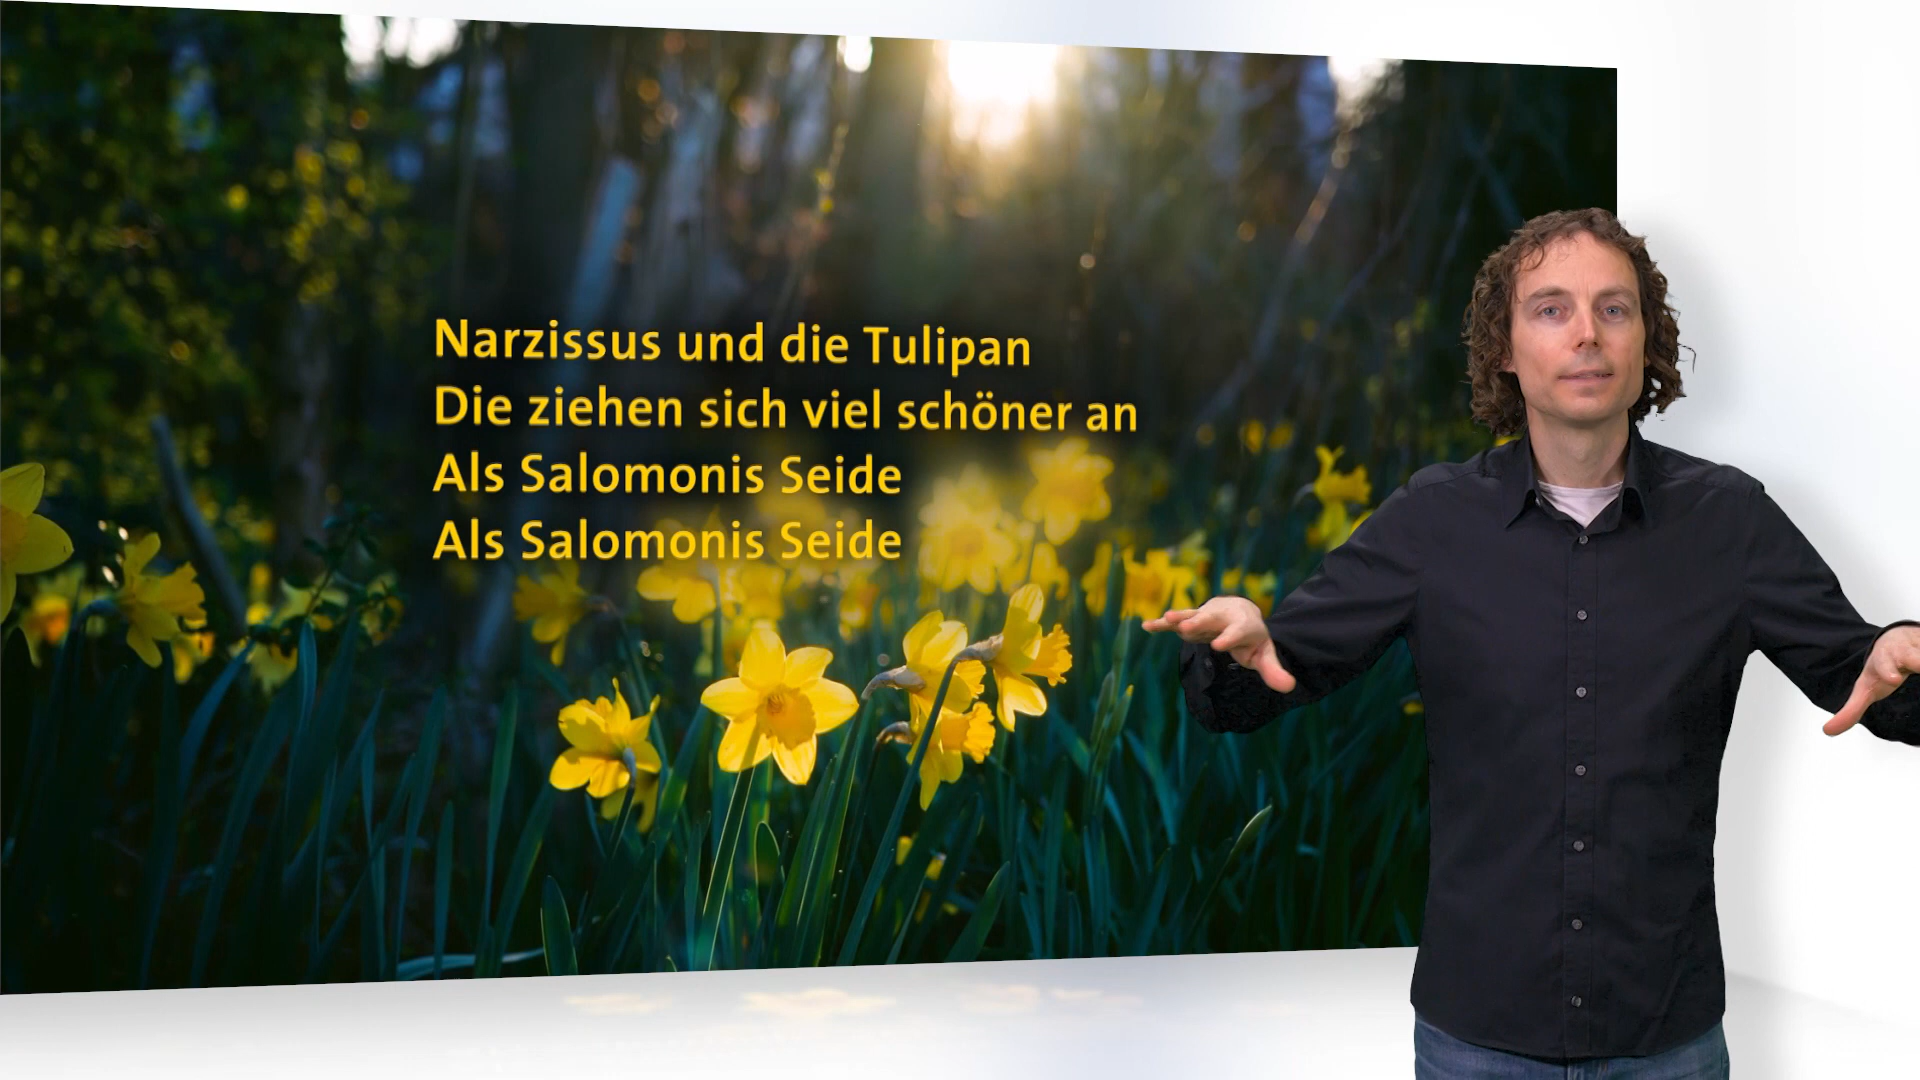 Narzissus und die Tulipan
Die ziehen sich viel schöner an
Als Salomonis Seide
Als Salomonis Seide